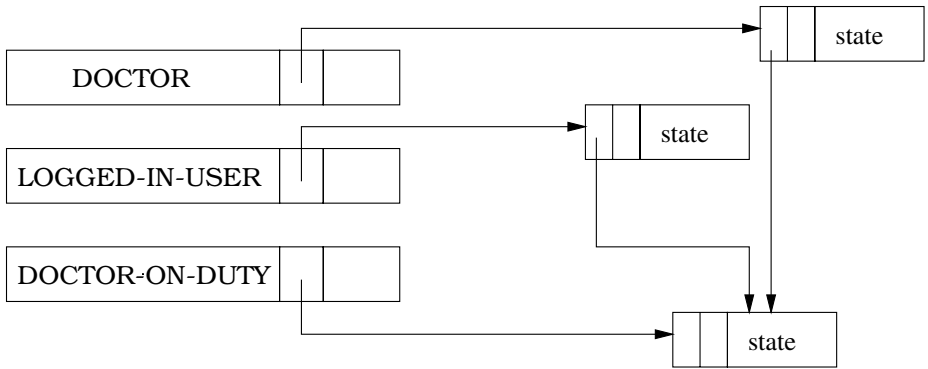 state
DOCTOR
state
LOGGED-IN-USER
DOCTOR-ON-DUTY
state